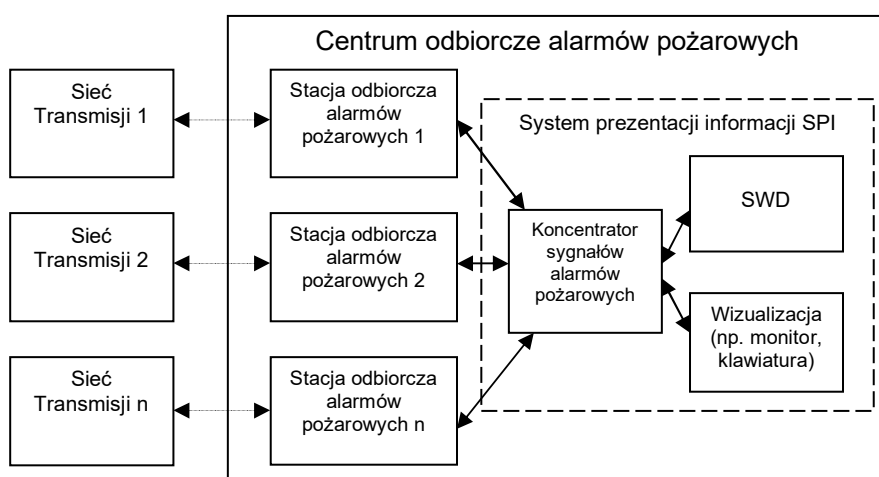 Centrum odbiorcze alarmów pożarowych
Sieć
Transmisji 1
Stacja odbiorcza
alarmów
pożarowych 1
System prezentacji informacji SPI
SWD
Sieć
Transmisji 2
Stacja odbiorcza
alarmów
pożarowych 2
Koncentrator
sygnałów
alarmów
pożarowych
Wizualizacja
(np. monitor,
klawiatura)
Sieć
Transmisji n
Stacja odbiorcza
alarmów
pożarowych n